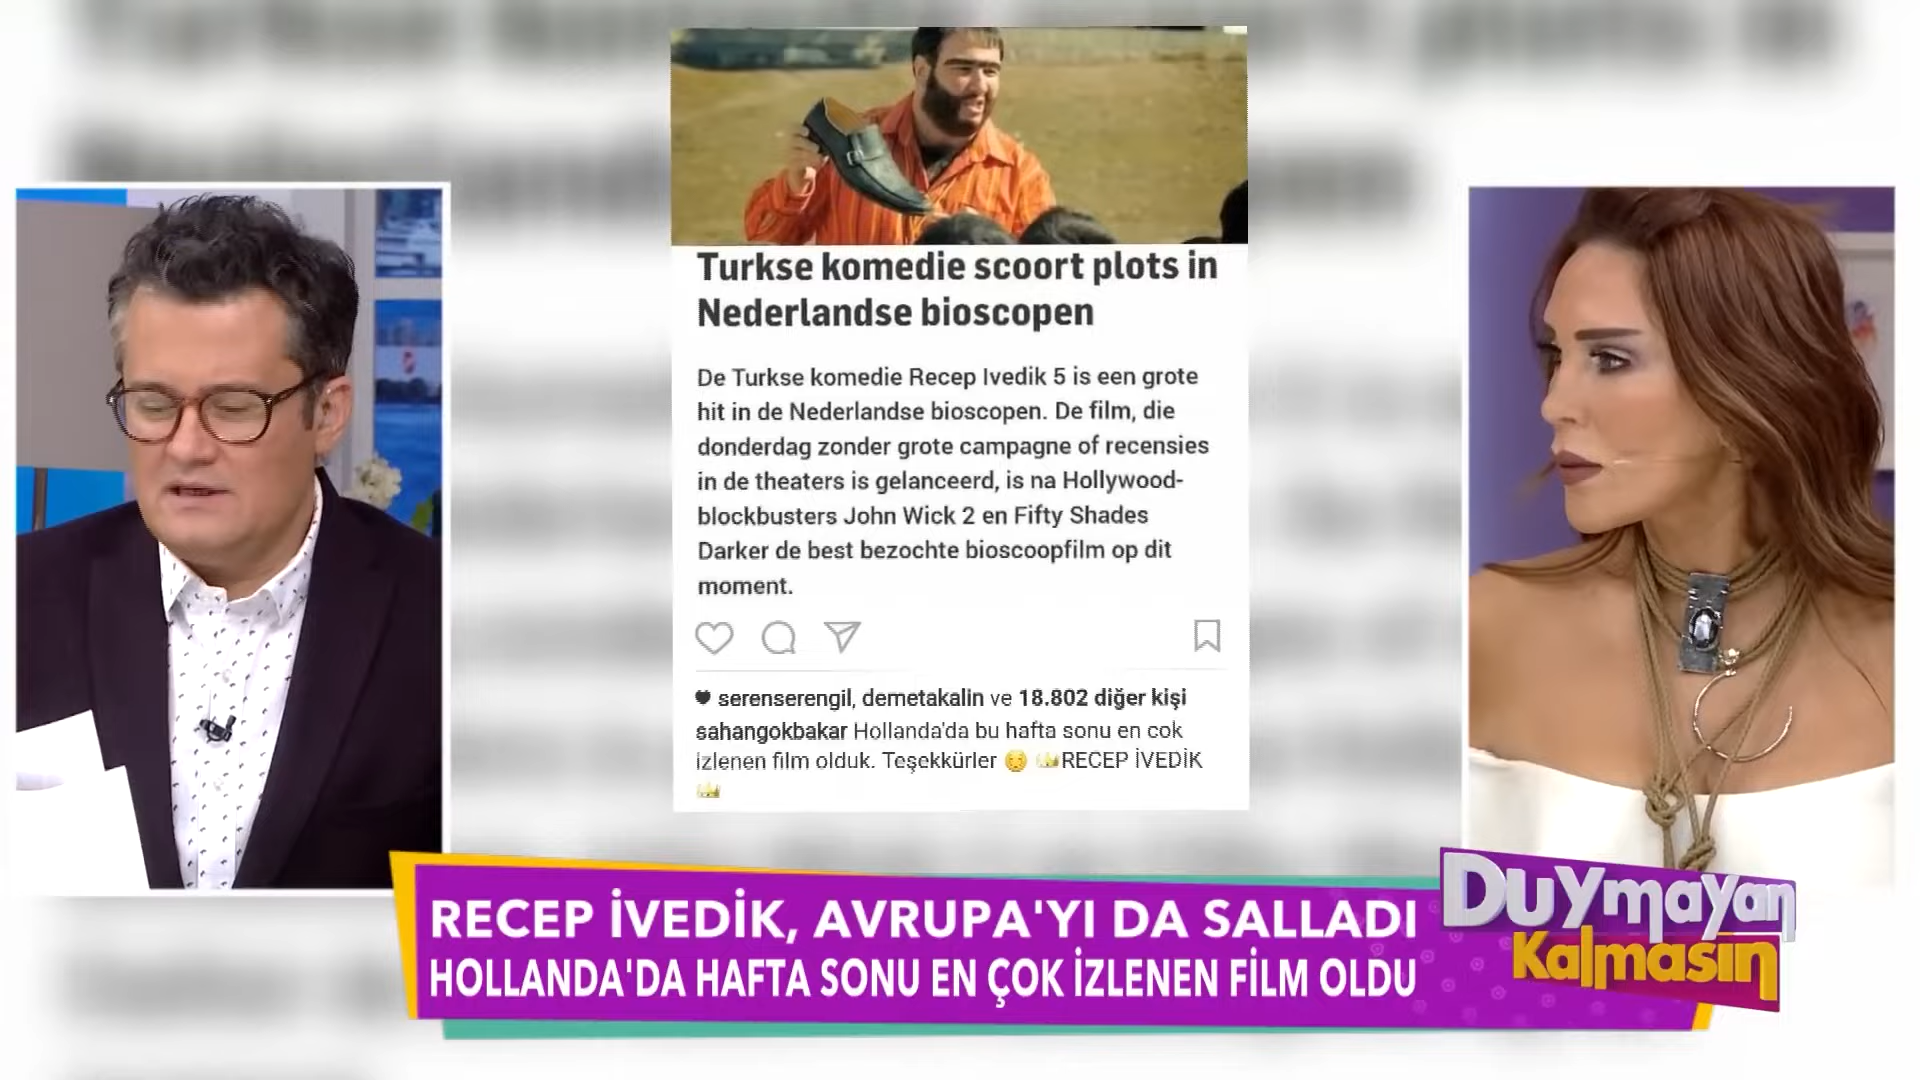 Turkse komedie scoort plots in
Nederlandse bioscopen
De Turkse komedie Recep Ivedik 5 is een grote
hit in de Nederlandse bioscopen. De film, die
donderdag zonder grote campagne of recensies
in de theaters is gelanceerd, is na Hollywood-
blockbusters John Wick 2 en Fifty Shades
Darker de best bezochte bioscoopfilm op dit
moment.
serenserengil, demetakalin ve 18.802 diğer kişi
sahangokbakar Hollanda'da bu hafta sonu en cok
izlenen film olduk. Teşekkürler 😔 👑RECEP İVEDİK
👑
RECEP İVEDİK, AVRUPA'YI DA SALLADI
HOLLANDA'DA HAFTA SONU EN ÇOK İZLENEN FİLM OLDU
Duymayan
Kalmasın